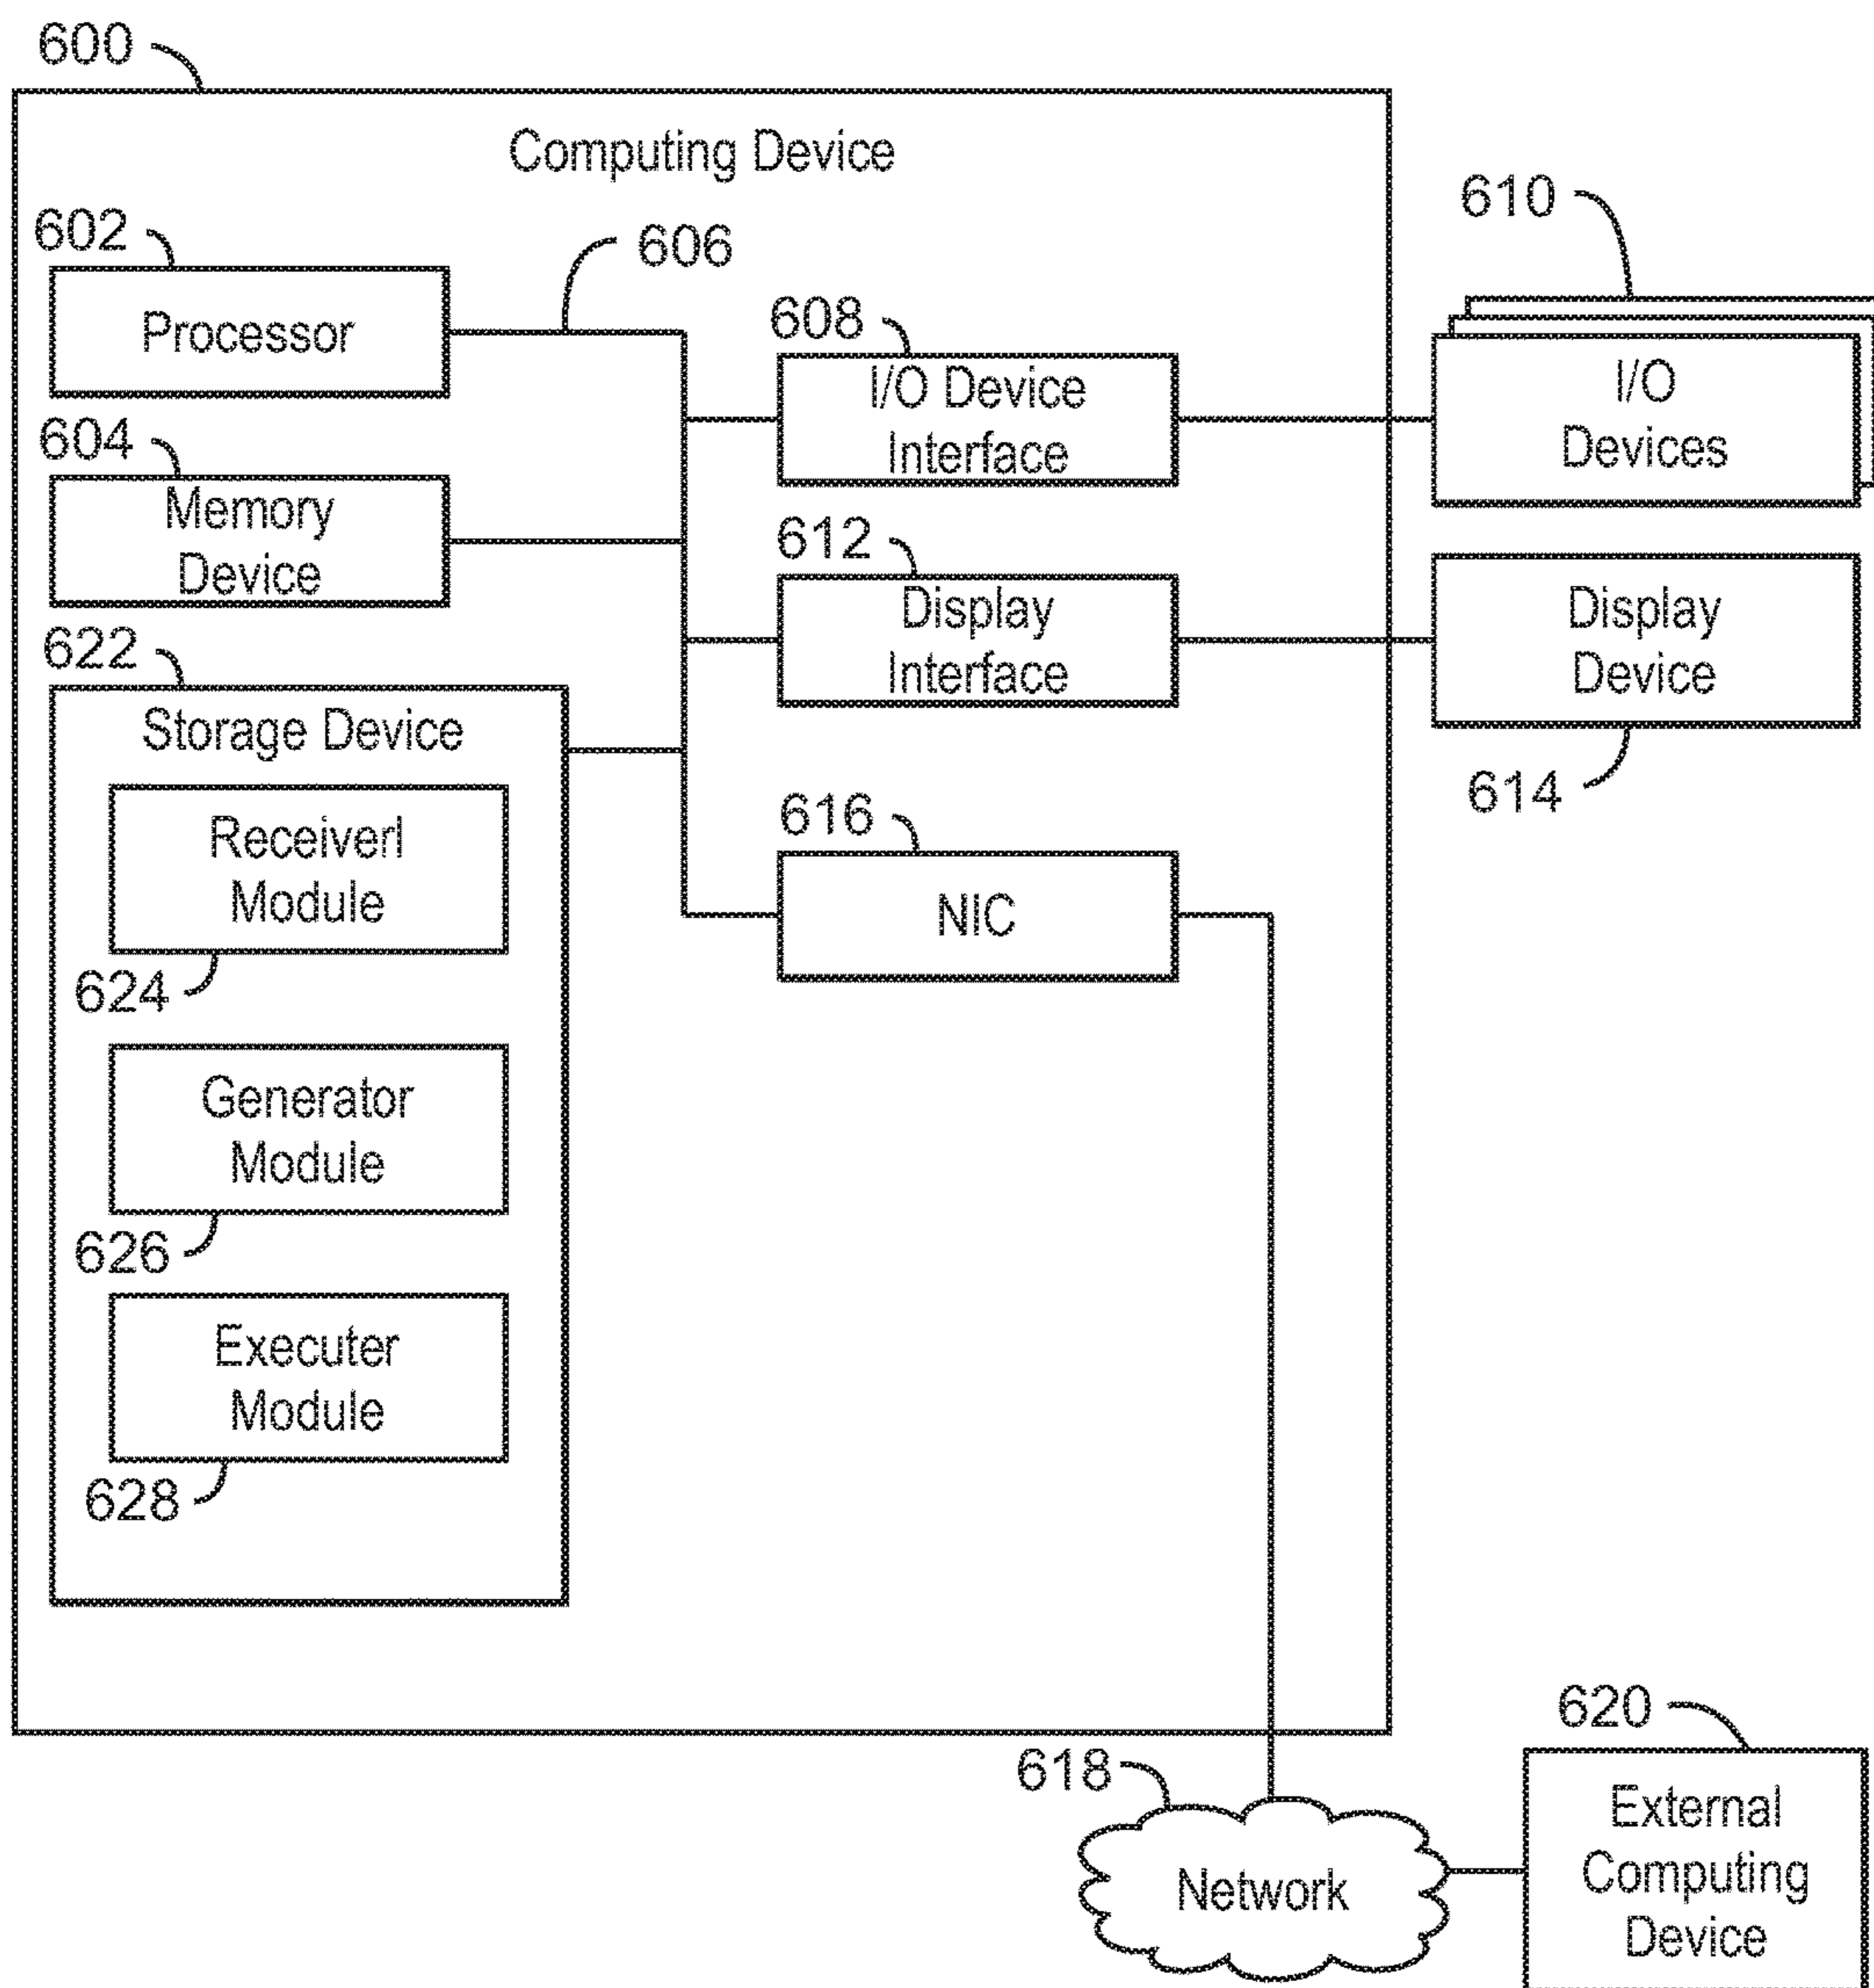 600
Computing Device
602
Processor
606
604
Memory
Device
608
I/O Device
Interface
610
I/O
Devices
612
Display
Interface
Display
Device
614
622
Storage Device
Receiverl
Module
624
Generator
Module
626
Executer
Module
628
616
NIC
618
Network
620
External
Computing
Device